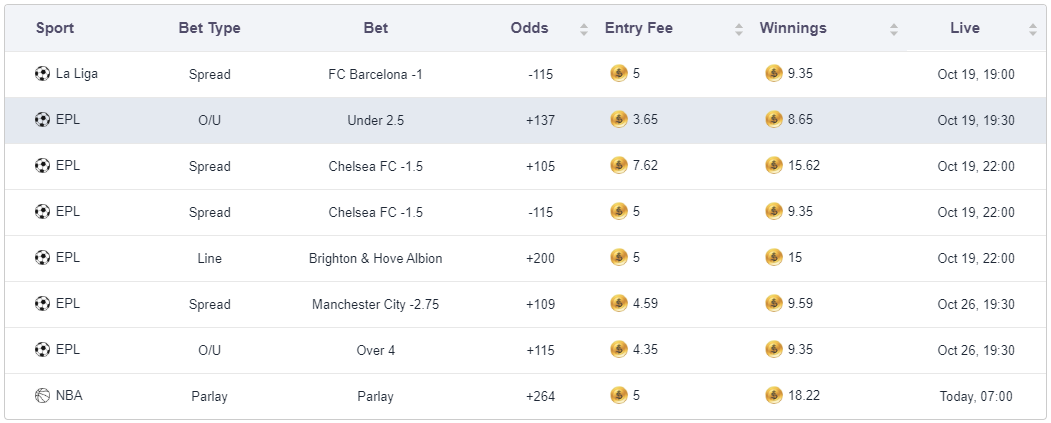 Sport Bet Type Bet Odds Entry Fee Winnings Live
La Liga Spread FC Barcelona -1 -115 5 9.35 Oct 19, 19:00
EPL O/U Under 2.5 +137 3.65 8.65 Oct 19, 19:30
EPL Spread Chelsea FC -1.5 +105 7.62 15.62 Oct 19, 22:00
EPL Spread Chelsea FC -1.5 -115 5 9.35 Oct 19, 22:00
EPL Line Brighton & Hove Albion +200 5 15 Oct 19, 22:00
EPL Spread Manchester City -2.75 +109 4.59 9.59 Oct 26, 19:30
EPL O/U Over 4 +115 4.35 9.35 Oct 26, 19:30
NBA Parlay Parlay +264 5 18.22 Today, 07:00